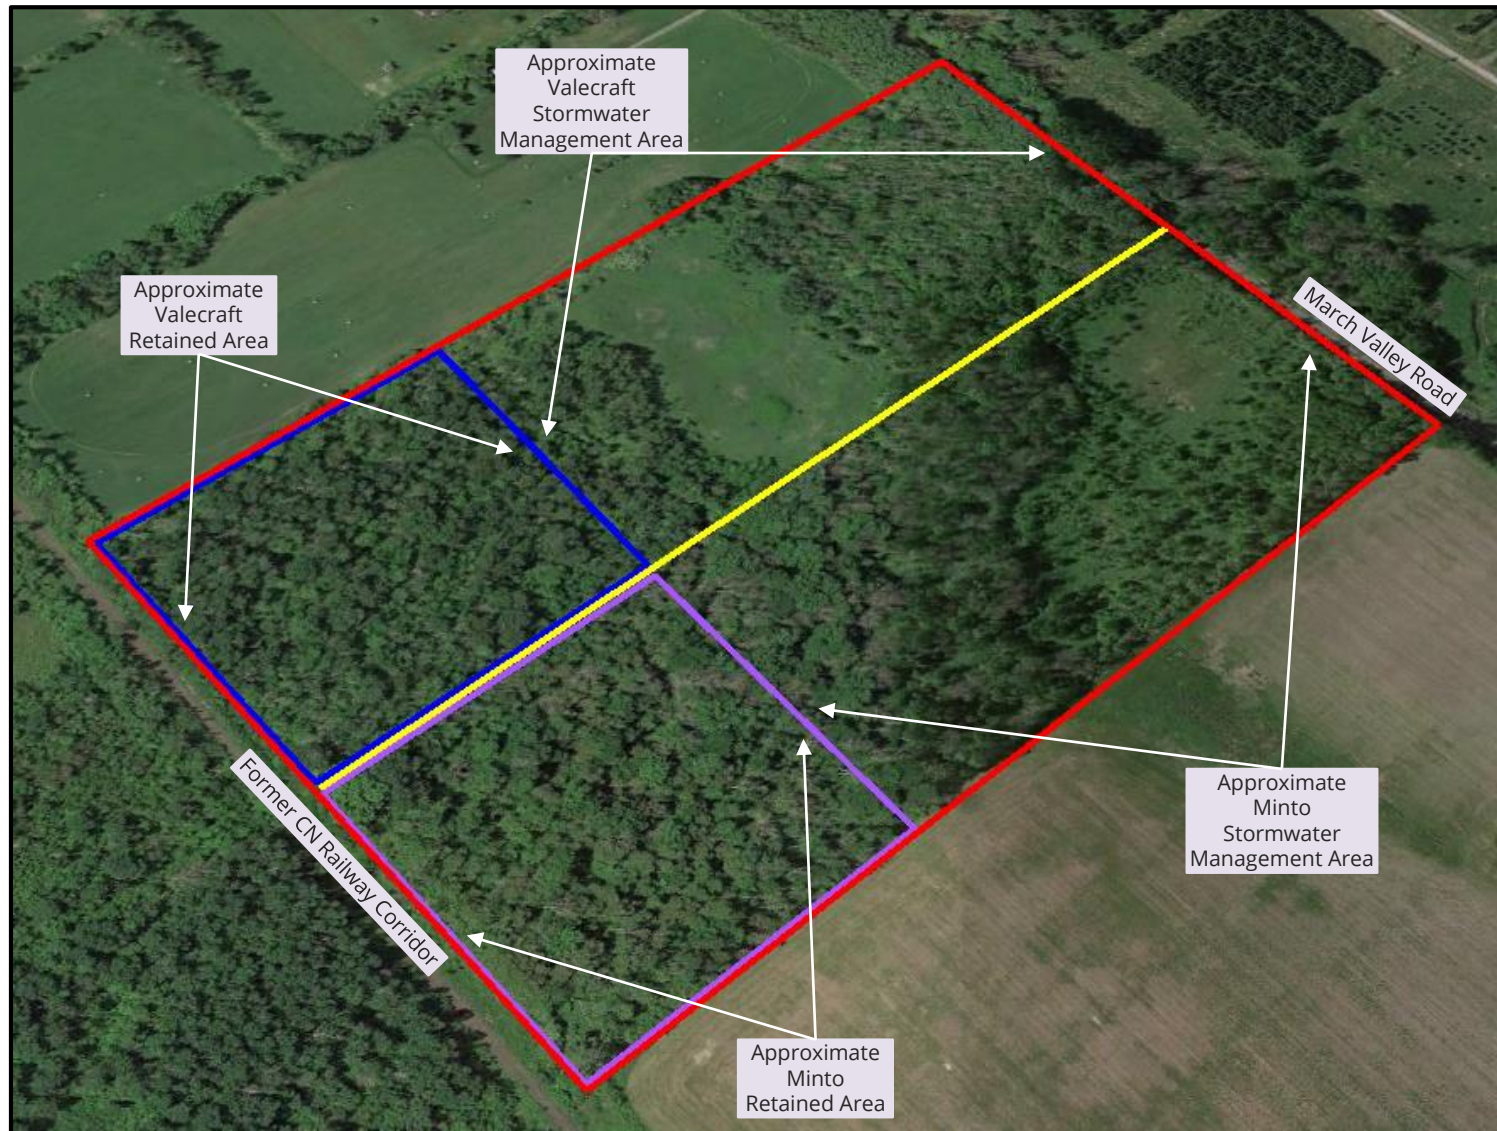 Approximate
Valecraft
Stormwater
Management Area
Approximate
Valecraft
Retained Area
March Valley Road
Former CN Railway Corridor
Approximate
Minto
Stormwater
Management Area
Approximate
Minto
Retained Area